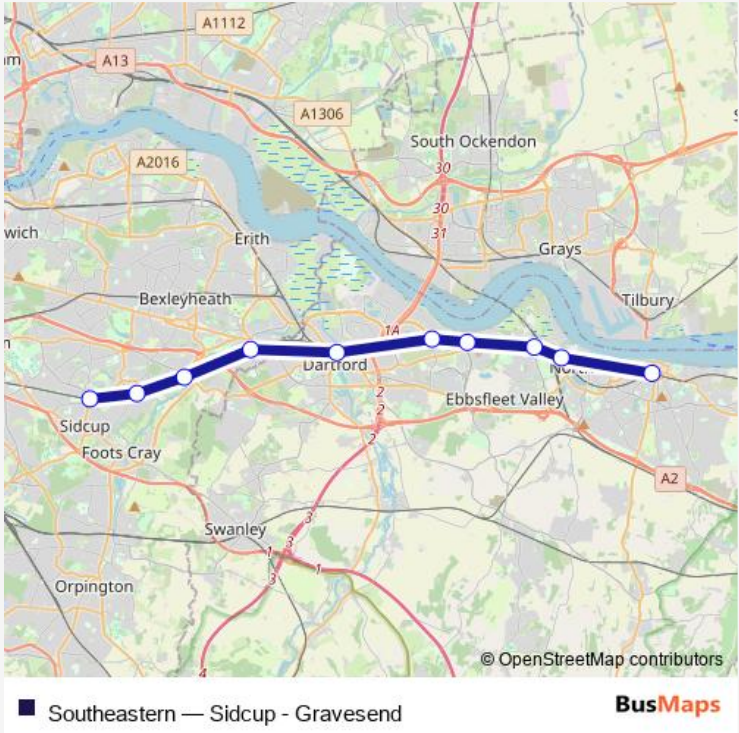 A1112
A13
A1306
South Ockendon
A2016
30
30
31
wich
Erith
Grays
Bexleyheath
Tilbury
1A
Dartford
2
2
2
Ebbsfleet Valley
Sidcup
Foots Cray
A2
3
Swanley
3
1
1
3
Orpington
4
© OpenStreetMap contributors
Southeastern — Sidcup - Gravesend
BusMaps